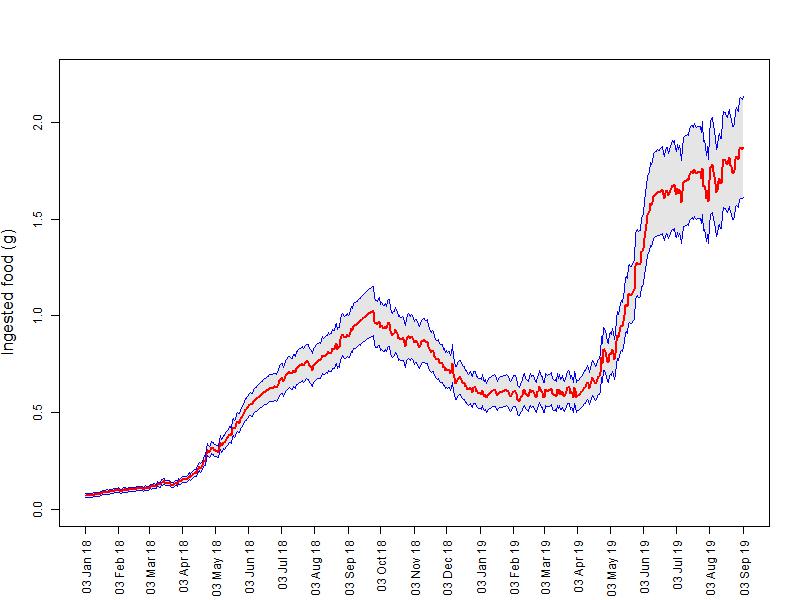 Ingested food (g)
2.0
1.5
1.0
0.5
0.0
03 Jan 18
03 Feb 18
03 Mar 18
03 Apr 18
03 May 18
03 Jun 18
03 Jul 18
03 Aug 18
03 Sep 18
03 Oct 18
03 Nov 18
03 Dec 18
03 Jan 19
03 Feb 19
03 Mar 19
03 Apr 19
03 May 19
03 Jun 19
03 Jul 19
03 Aug 19
03 Sep 19